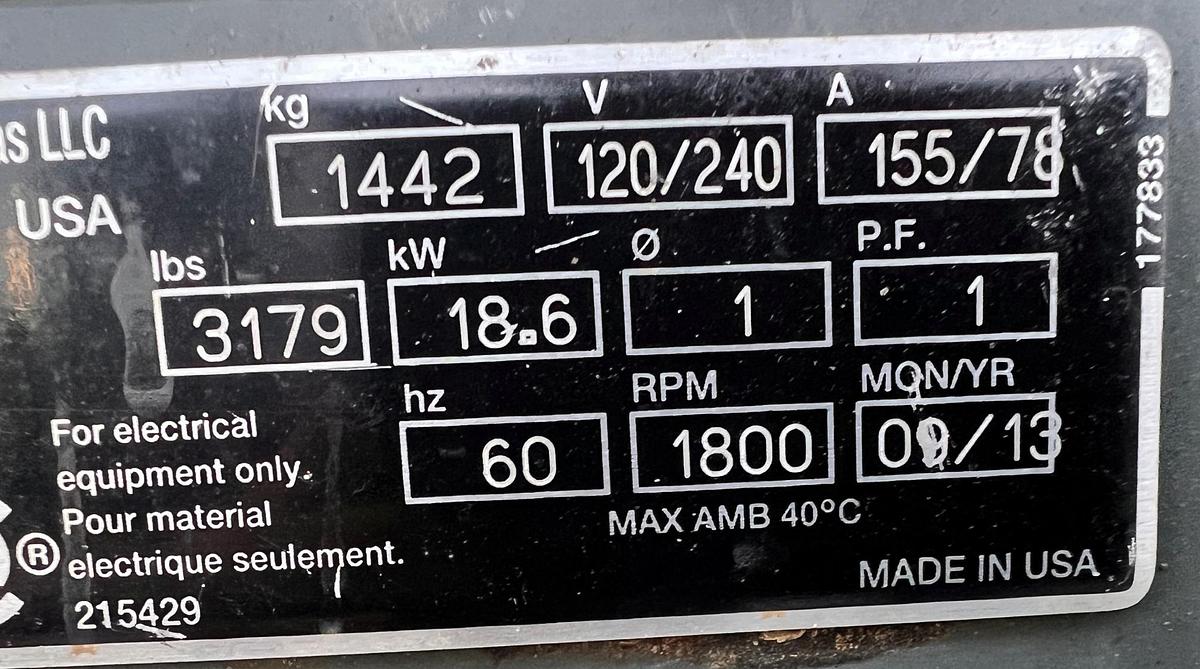 LLC
USA
kg V A
1442 120/240 155/78
lbs kW Ø P.F.
3179 18.6 1 1
hz RPM MON/YR
60 1800 09/13
For electrical
equipment only.
Pour material
electrique seulement.
215429
®
MAX AMB 40°C
MADE IN USA
177833